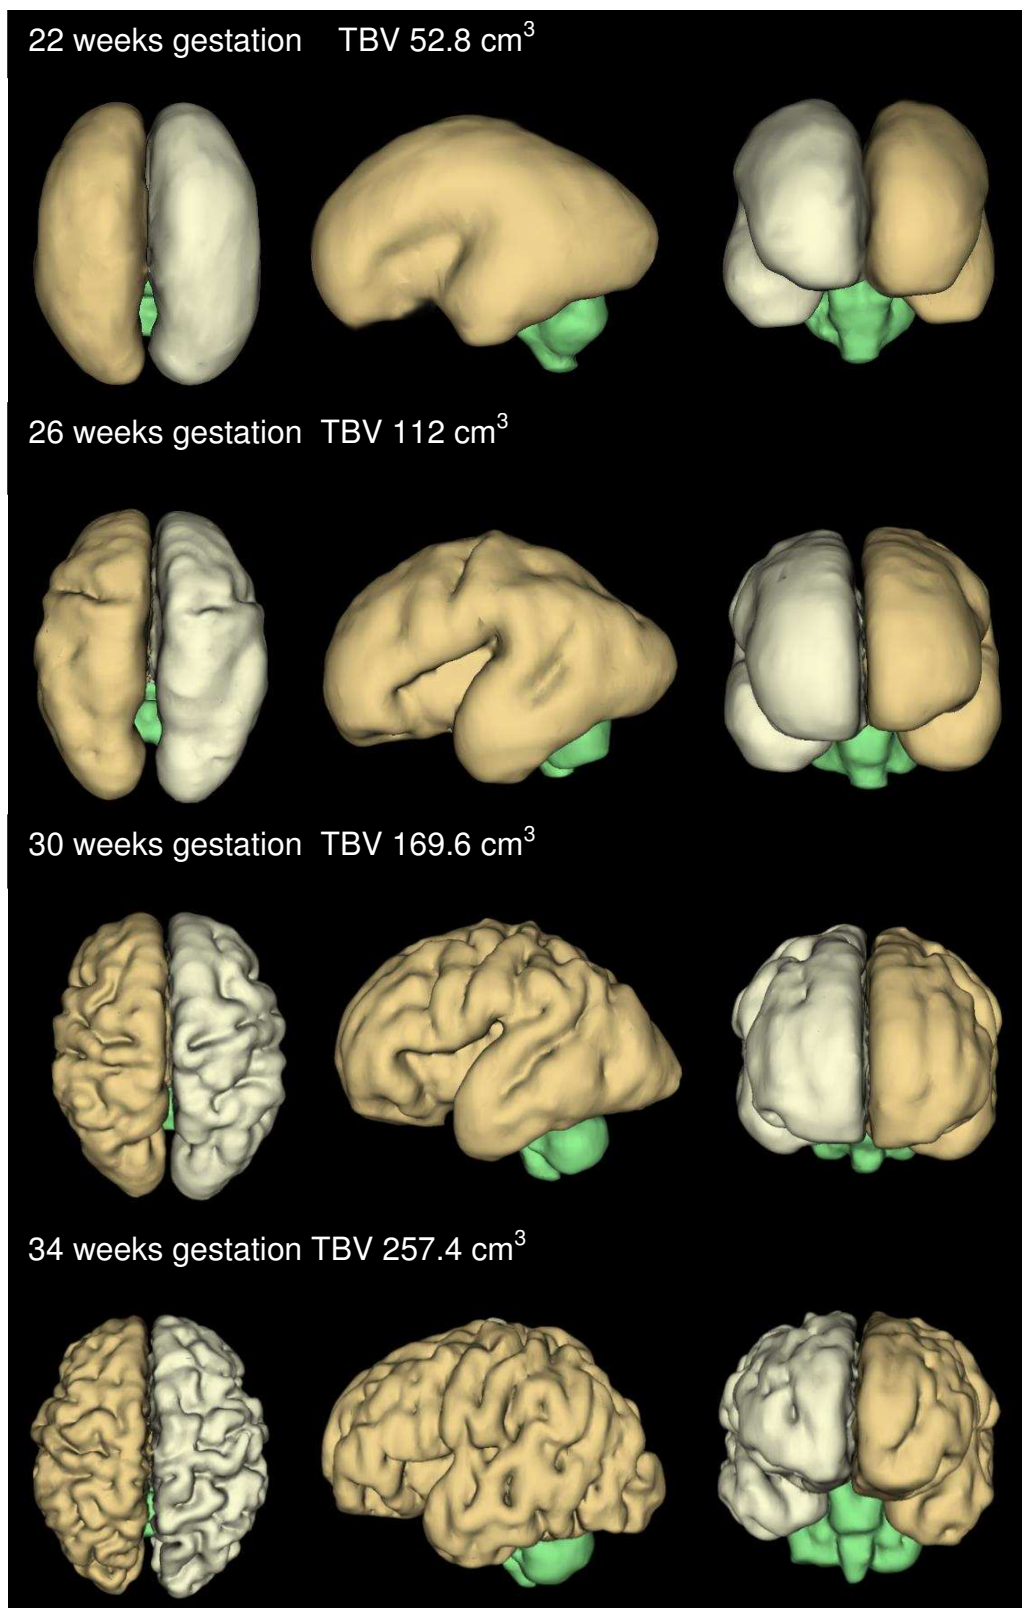 22 weeks gestation TBV 52.8 cm³
26 weeks gestation TBV 112 cm³
30 weeks gestation TBV 169.6 cm³
34 weeks gestation TBV 257.4 cm³